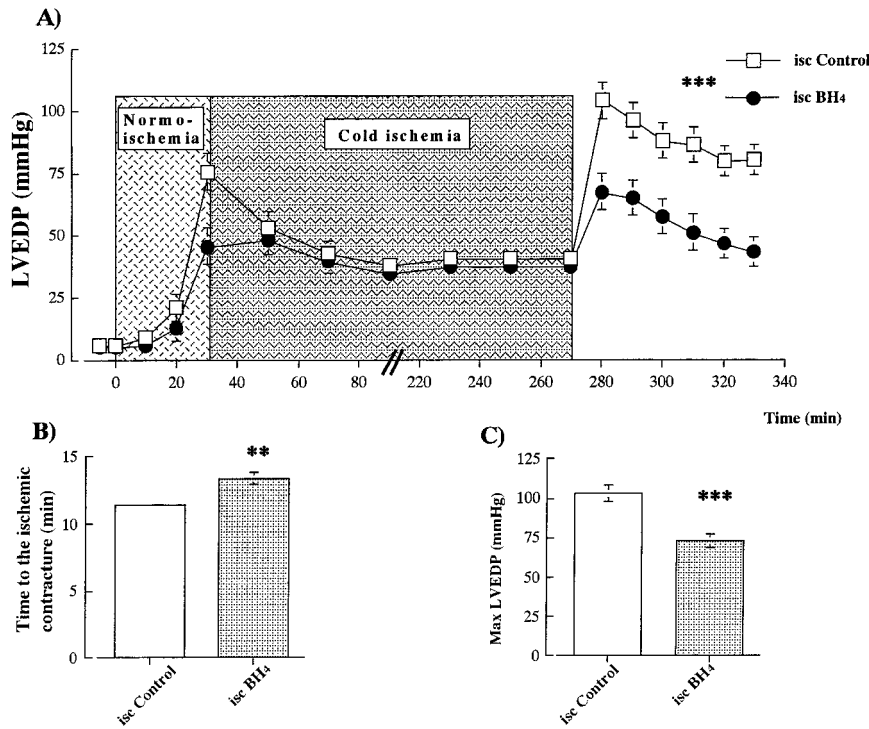 A)
LVEDP (mmHg)
125
100
75
50
25
0
Normo-
ischemia
Cold ischemia
***
isc Control
isc BH4
0 20 40 60 80 220 240 260 280 300 320 340
Time (min)
B)
Time to the ischemic
contracture (min)
15
10
5
0
**
isc Control
isc BH4
C)
Max LVEDP (mmHg)
125
100
75
50
25
0
***
isc Control
isc BH4